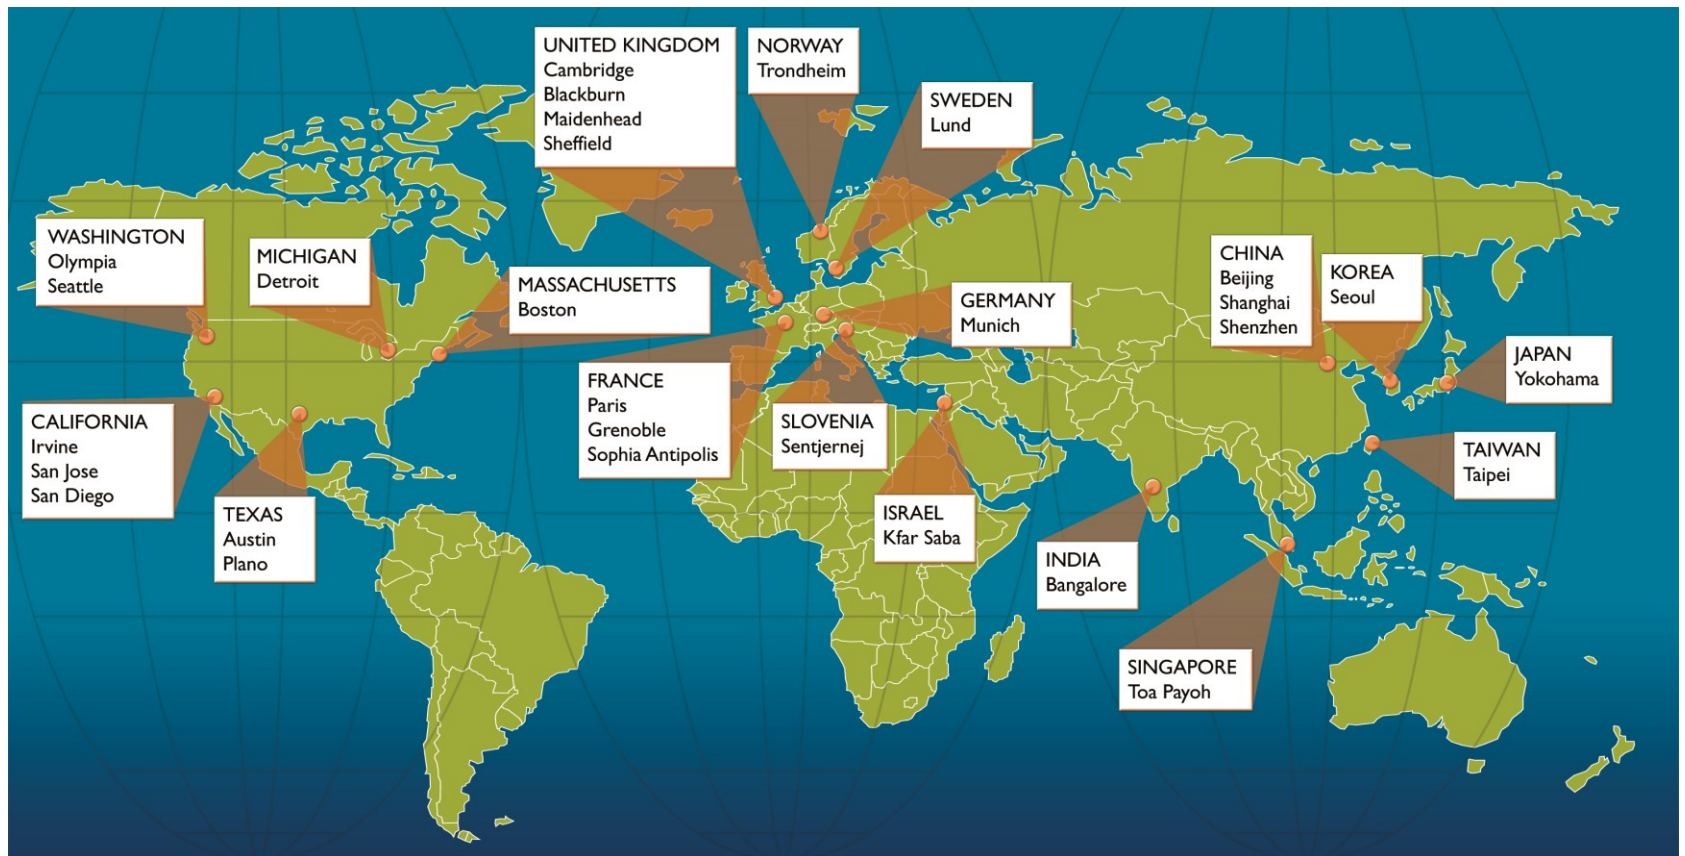 UNITED KINGDOM
Cambridge
Blackburn
Maidenhead
Sheffield
NORWAY
Trondheim
SWEDEN
Lund
WASHINGTON
Olympia
Seattle
MICHIGAN
Detroit
MASSACHUSETTS
Boston
GERMANY
Munich
CHINA
Beijing
Shanghai
Shenzhen
KOREA
Seoul
JAPAN
Yokohama
FRANCE
Paris
Grenoble
Sophia Antipolis
SLOVENIA
Sentjernej
CALIFORNIA
Irvine
San Jose
San Diego
TAIWAN
Taipei
TEXAS
Austin
Plano
ISRAEL
Kfar Saba
INDIA
Bangalore
SINGAPORE
Toa Payoh